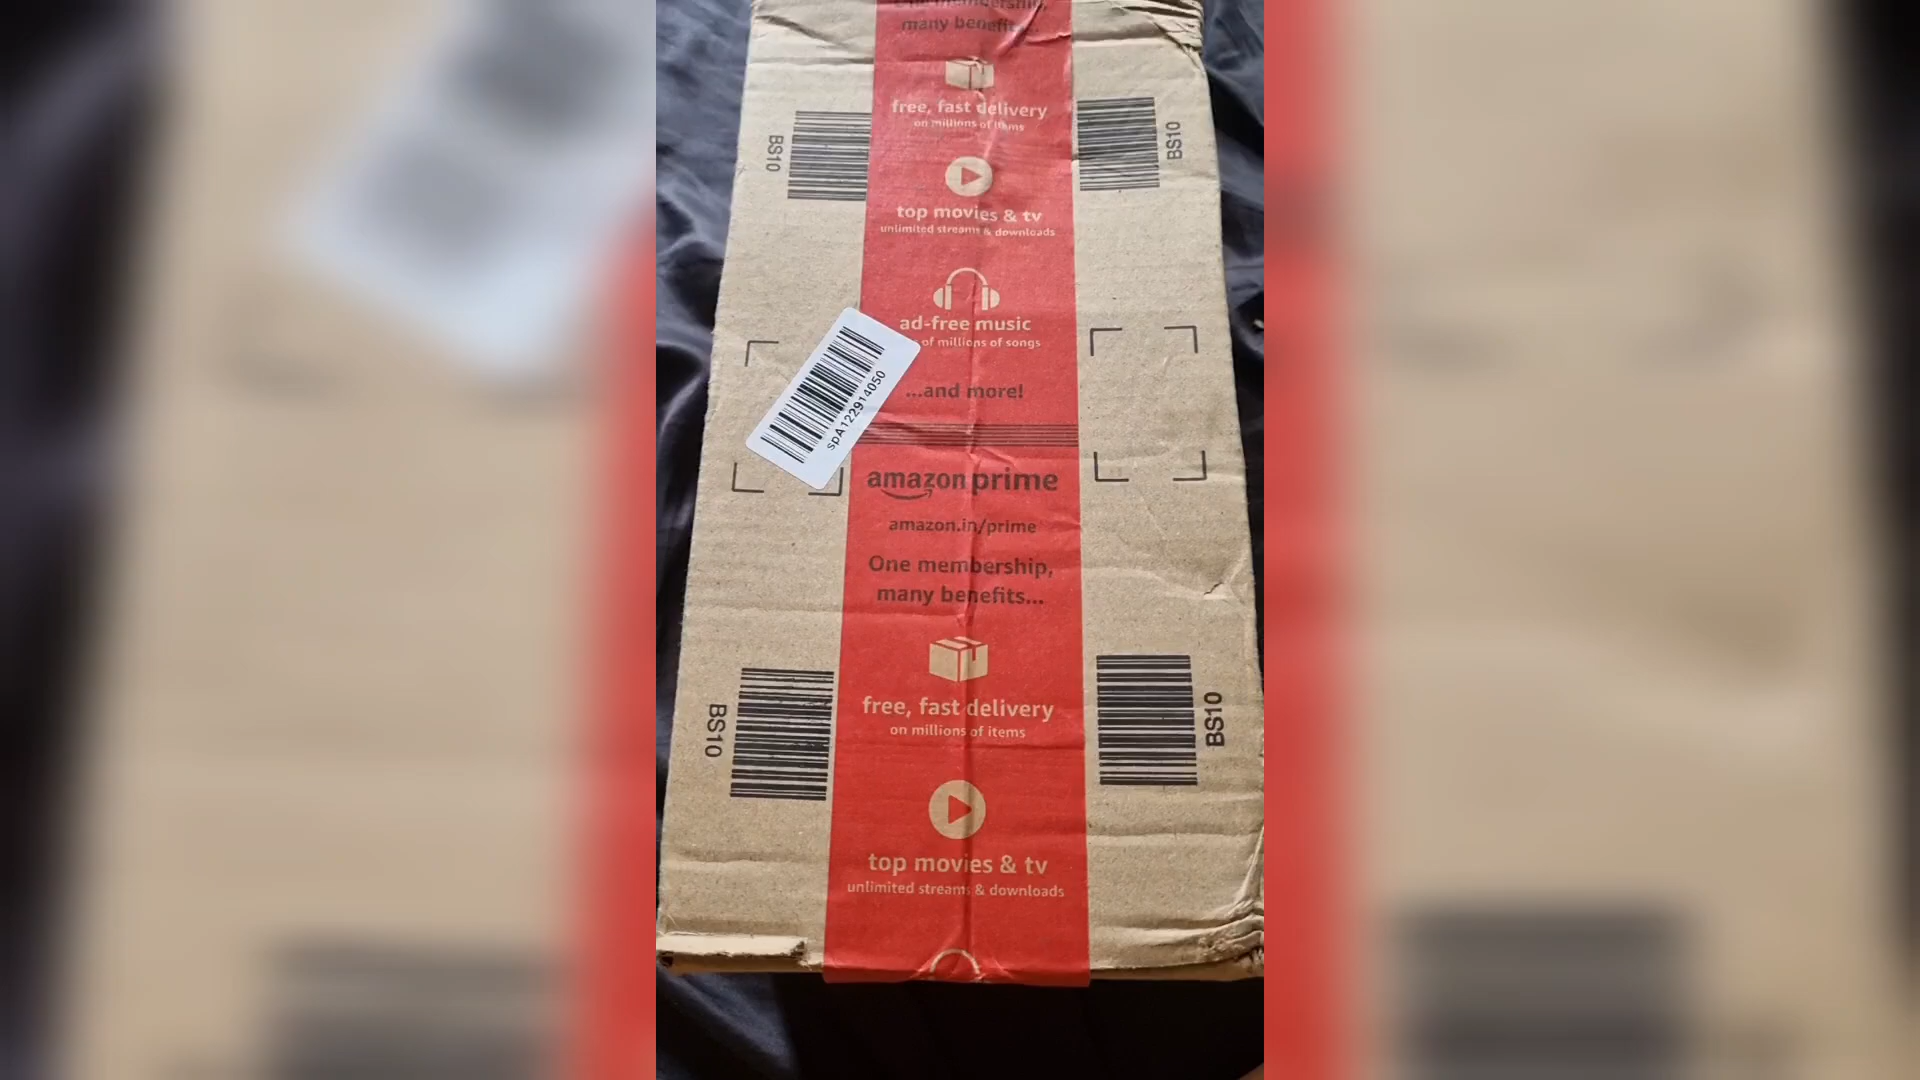 One membership,
many benefits...
free, fast delivery
on millions of items
BS10
BS10
top movies & tv
unlimited streams & downloads
ad-free music
of millions of songs
spA122914050
...and more!
amazon prime
amazon.in/prime
One membership,
many benefits...
free, fast delivery
on millions of items
BS10
BS10
top movies & tv
unlimited streams & downloads